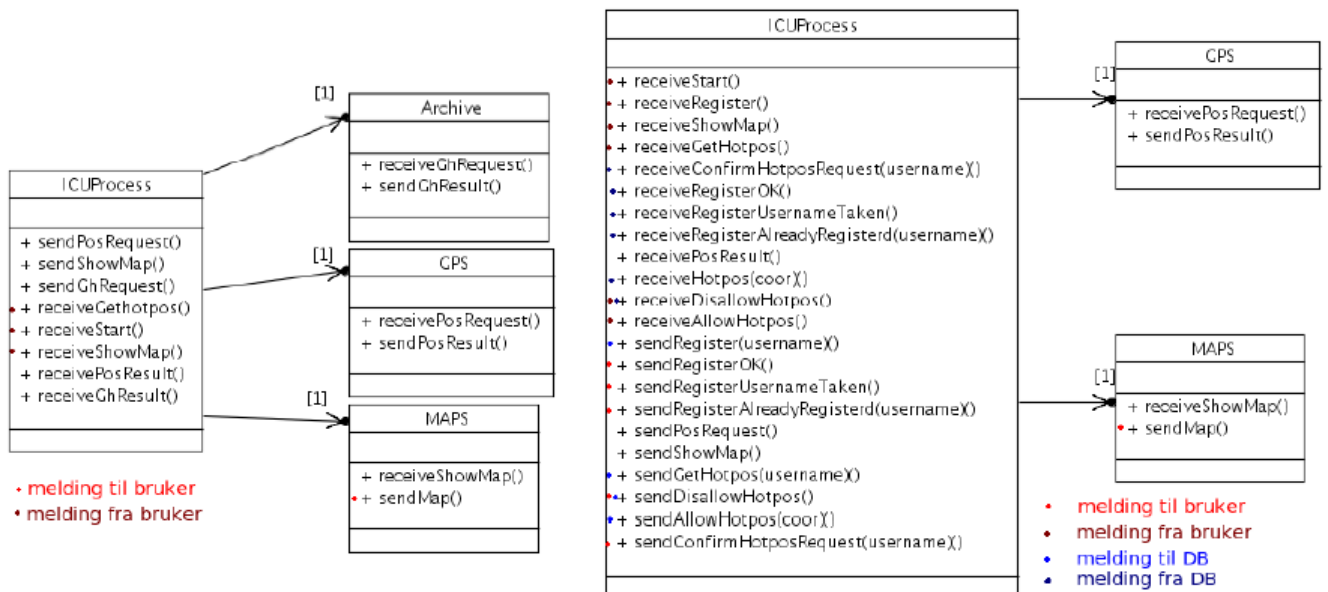 ICUProcess
+ sendPosRequest()
+ sendShowMap()
+ sendGhRequest()
+ receiveGethotpos()
+ receiveStart()
+ receiveShowMap()
+ receivePosResult()
+ receiveGhResult()
[1]
Archive
+ receiveGhRequest()
+ sendGhResult()
[1]
GPS
+ receivePosRequest()
+ sendPosResult()
[1]
MAPS
+ receiveShowMap()
+ sendMap()
melding til bruker
melding fra bruker
ICUProcess
+ receiveStart()
+ receiveRegister()
+ receiveShowMap()
+ receiveGetHotpos()
+ receiveConfirmHotposRequest(username)()
+ receiveRegisterOK()
+ receiveRegisterUsernameTaken()
+ receiveRegisterAlreadyRegisterd(username)()
+ receivePosResult()
+ receiveHotpos(coor)()
+ receiveDisallowHotpos()
+ receiveAllowHotpos()
+ sendRegister(username)()
+ sendRegisterOK()
+ sendRegisterUsernameTaken()
+ sendRegisterAlreadyRegisterd(username)()
+ sendPosRequest()
+ sendShowMap()
+ sendGetHotpos(username)()
+ sendDisallowHotpos()
+ sendAllowHotpos(coor)()
+ sendConfirmHotposRequest(username)()
[1]
GPS
+ receivePosRequest()
+ sendPosResult()
[1]
MAPS
+ receiveShowMap()
+ sendMap()
melding til bruker
melding fra bruker
melding til DB
melding fra DB